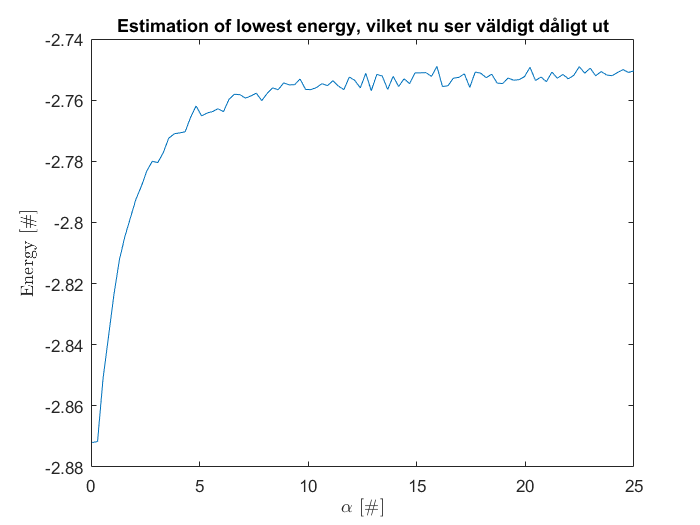 Estimation of lowest energy, vilket nu ser väldigt dåligt ut
-2.74
-2.76
-2.78
-2.8
-2.82
-2.84
-2.86
-2.88
Energy [#]
0 5 10 15 20 25
α [#]